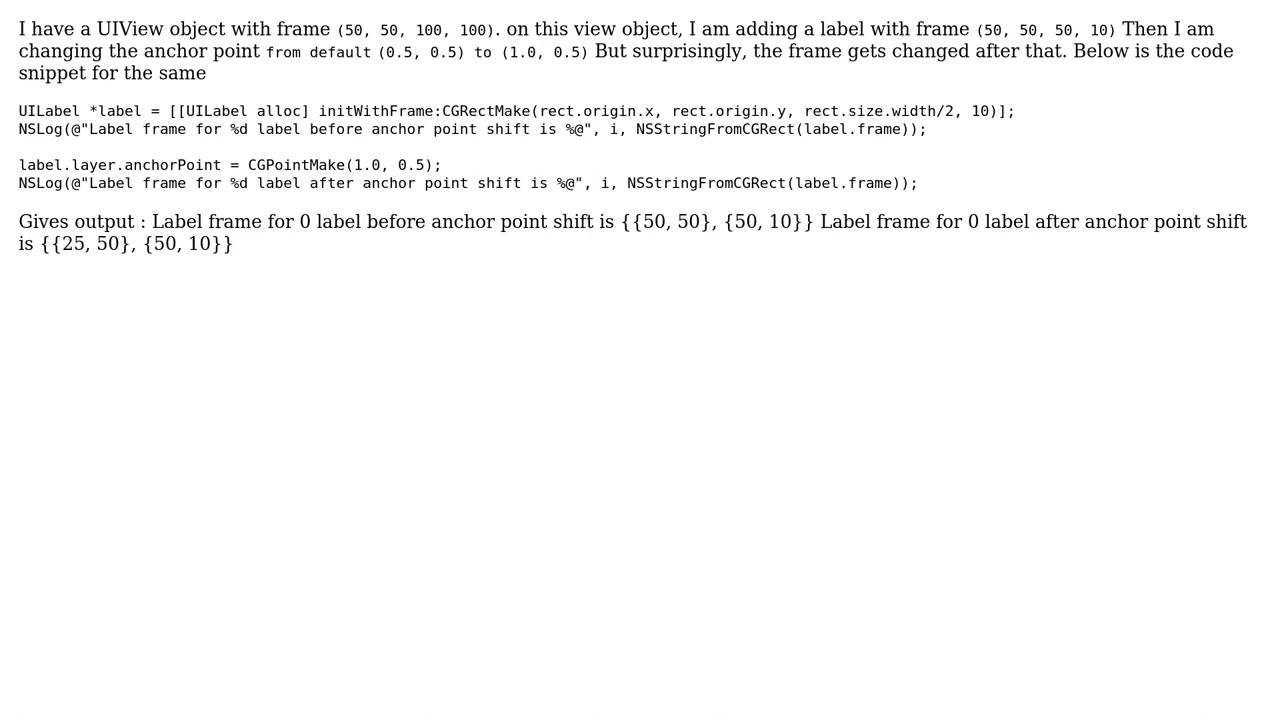 I have a UIView object with frame (50, 50, 100, 100). on this view object, I am adding a label with frame (50, 50, 50, 10) Then I am
changing the anchor point from default (0.5, 0.5) to (1.0, 0.5) But surprisingly, the frame gets changed after that. Below is the code
snippet for the same
UILabel *label = [[UILabel alloc] initWithFrame:CGRectMake(rect.origin.x, rect.origin.y, rect.size.width/2, 10)];
NSLog(@"Label frame for %d label before anchor point shift is %@", i, NSStringFromCGRect(label.frame));
label.layer.anchorPoint = CGPointMake(1.0, 0.5);
NSLog(@"Label frame for %d label after anchor point shift is %@", i, NSStringFromCGRect(label.frame));
Gives output : Label frame for 0 label before anchor point shift is {{50, 50}, {50, 10}} Label frame for 0 label after anchor point shift
is {{25, 50}, {50, 10}}